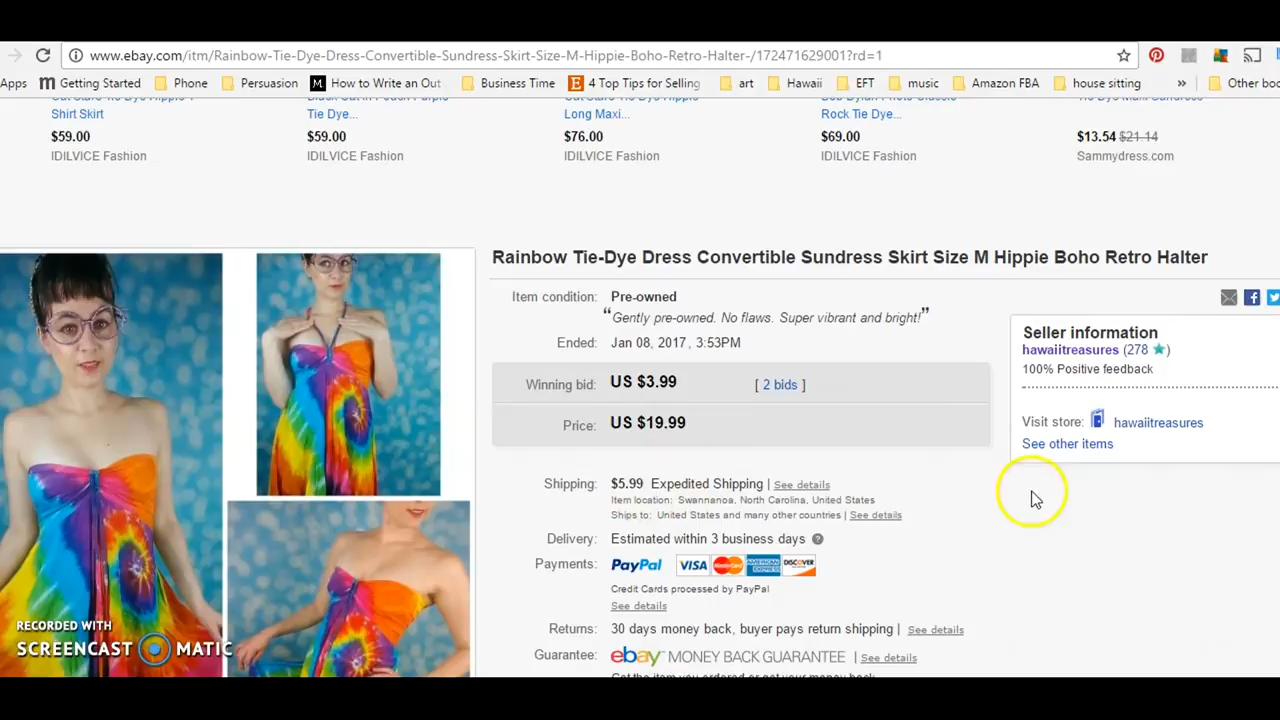 www.ebay.com/itm/Rainbow-Tie-Dye-Dress-Convertible-Sundress-Skirt-Size-M-Hippie-Boho-Retro-Halter-/172471629001?rd=1
Apps Getting Started Phone Persuasion M How to Write an Out Business Time E 4 Top Tips for Selling art Hawaii EFT music Amazon FBA house sitting » Other boo
Shirt Skirt Tie Dye... Long Maxi... Rock Tie Dye...
$59.00 $59.00 $76.00 $69.00 $13.54 $21.14
IDILVICE Fashion IDILVICE Fashion IDILVICE Fashion IDILVICE Fashion Sammydress.com
Rainbow Tie-Dye Dress Convertible Sundress Skirt Size M Hippie Boho Retro Halter
Item condition: Pre-owned
“Gently pre-owned. No flaws. Super vibrant and bright!”
Ended: Jan 08, 2017 , 3:53PM
Winning bid: US $3.99 [ 2 bids ]
Price: US $19.99
Shipping: $5.99 Expedited Shipping | See details
Item location: Swannanoa, North Carolina, United States
Ships to: United States and many other countries | See details
Delivery: Estimated within 3 business days ?
Payments: PayPal VISA MasterCard AMERICAN EXPRESS DISCOVER
Credit Cards processed by PayPal
See details
Returns: 30 days money back, buyer pays return shipping | See details
Guarantee: ebay MONEY BACK GUARANTEE | See details
Seller information
hawaiitreasures (278 ★)
100% Positive feedback
Visit store: hawaiitreasures
See other items
RECORDED WITH
SCREENCAST MATIC